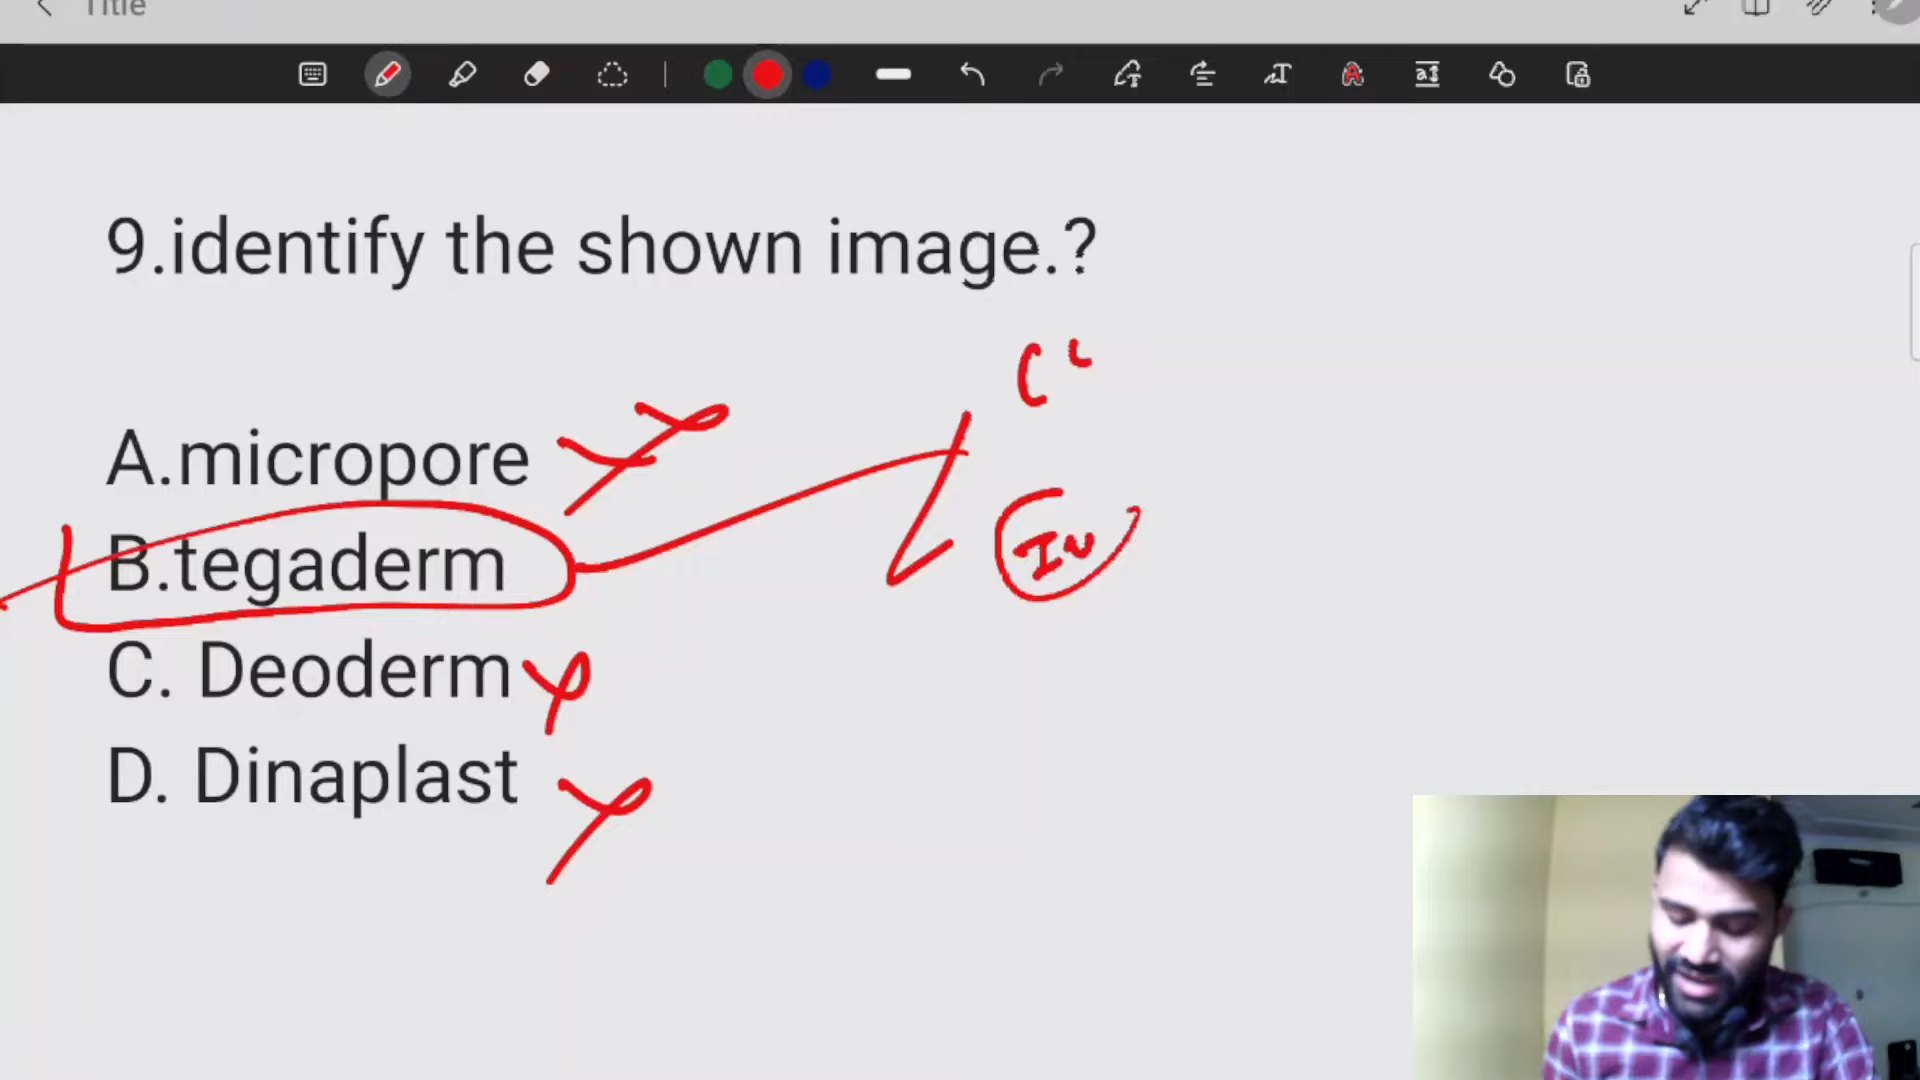 Title
9.identify the shown image.?
A.micropore
B.tegaderm
Iv
C. Deoderm
D. Dinaplast